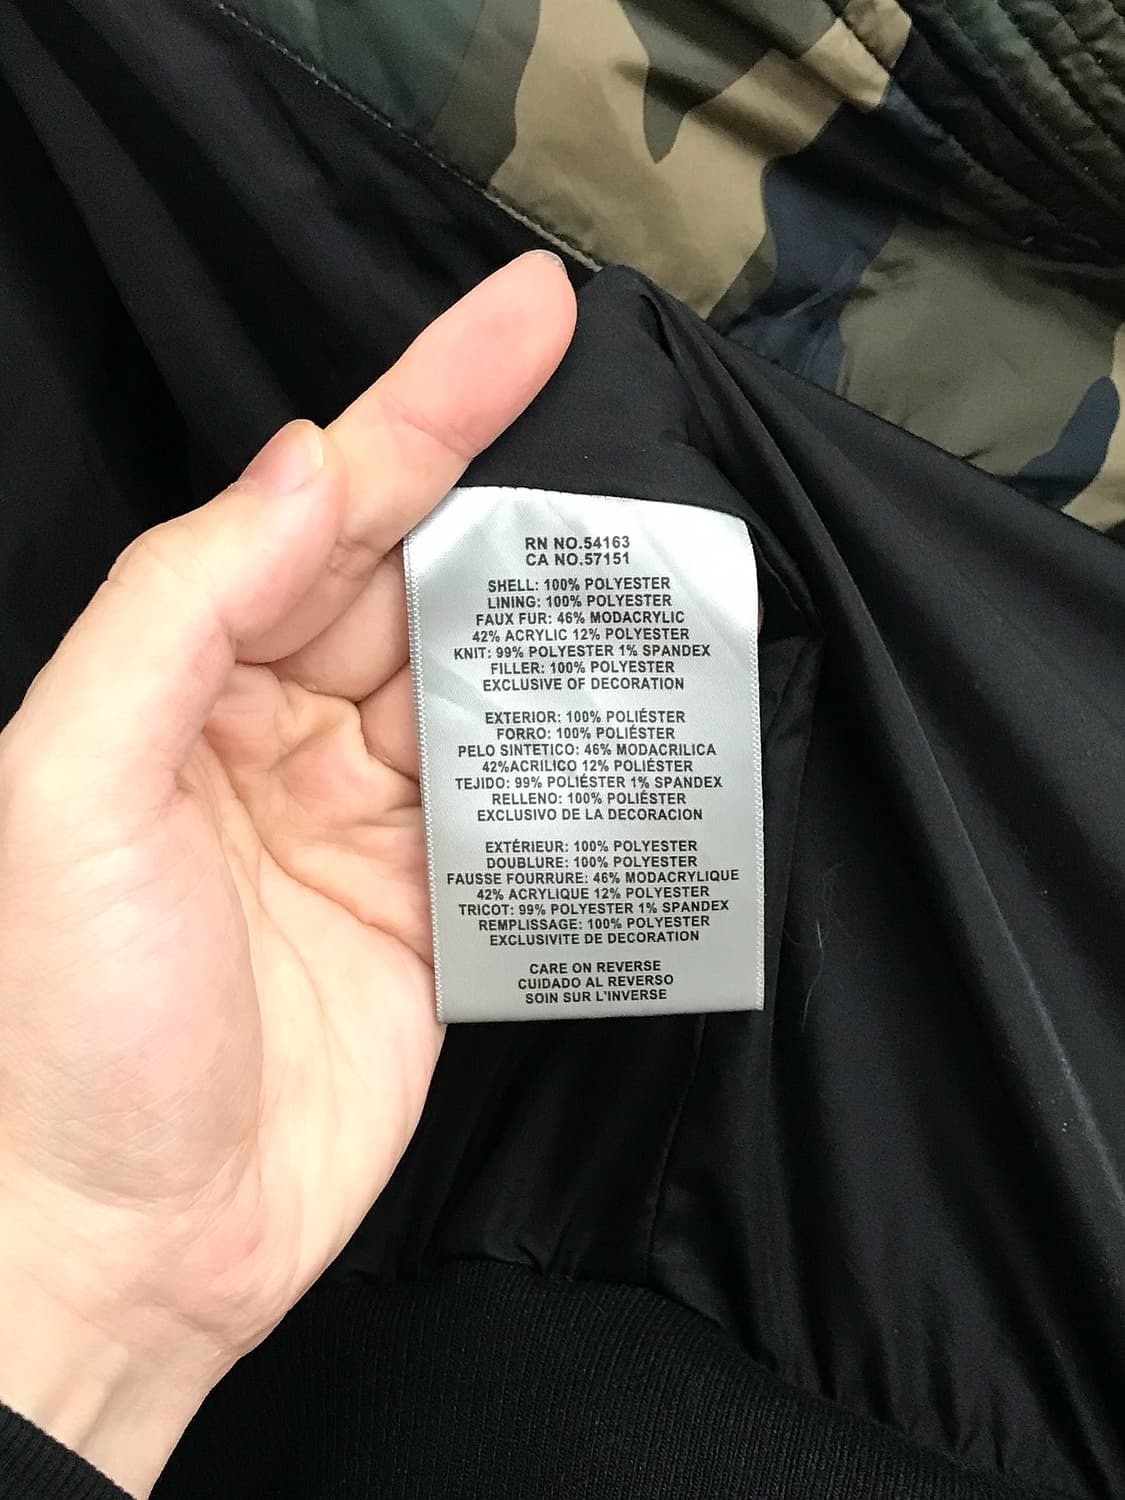 RN NO.54163
CA NO.57151
SHELL: 100% POLYESTER
LINING: 100% POLYESTER
FAUX FUR: 46% MODACRYLIC
42% ACRYLIC 12% POLYESTER
KNIT: 99% POLYESTER 1% SPANDEX
FILLER: 100% POLYESTER
EXCLUSIVE OF DECORATION
EXTERIOR: 100% POLIÉSTER
FORRO: 100% POLIÉSTER
PELO SINTETICO: 46% MODACRILICA
42%ACRILICO 12% POLIÉSTER
TEJIDO: 99% POLIÉSTER 1% SPANDEX
RELLENO: 100% POLIÉSTER
EXCLUSIVO DE LA DECORACION
EXTÉRIEUR: 100% POLYESTER
DOUBLURE: 100% POLYESTER
FAUSSE FOURRURE: 46% MODACRYLIQUE
42% ACRYLIQUE 12% POLYESTER
TRICOT: 99% POLYESTER 1% SPANDEX
REMPLISSAGE: 100% POLYESTER
EXCLUSIVITE DE DECORATION
CARE ON REVERSE
CUIDADO AL REVERSO
SOIN SUR L'INVERSE